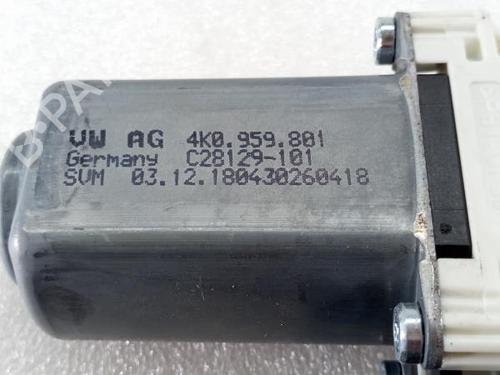 VW AG 4K0.959.801
Germany C28129-101
SVM 03.12.180430260418